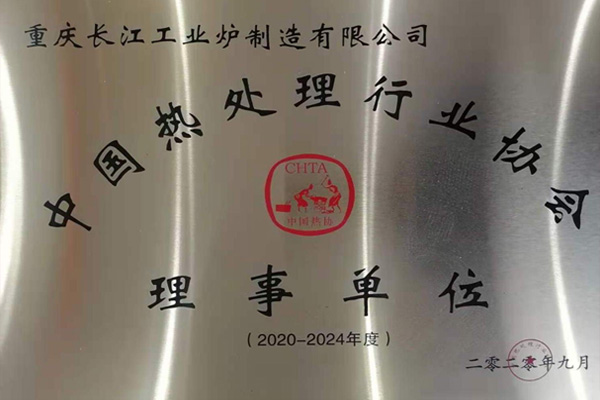 重庆长江工业炉制造有限公司
中国热处理行业协会
CHTA
中国热协
理事单位
（2020-2024年度）
二零二零年九月